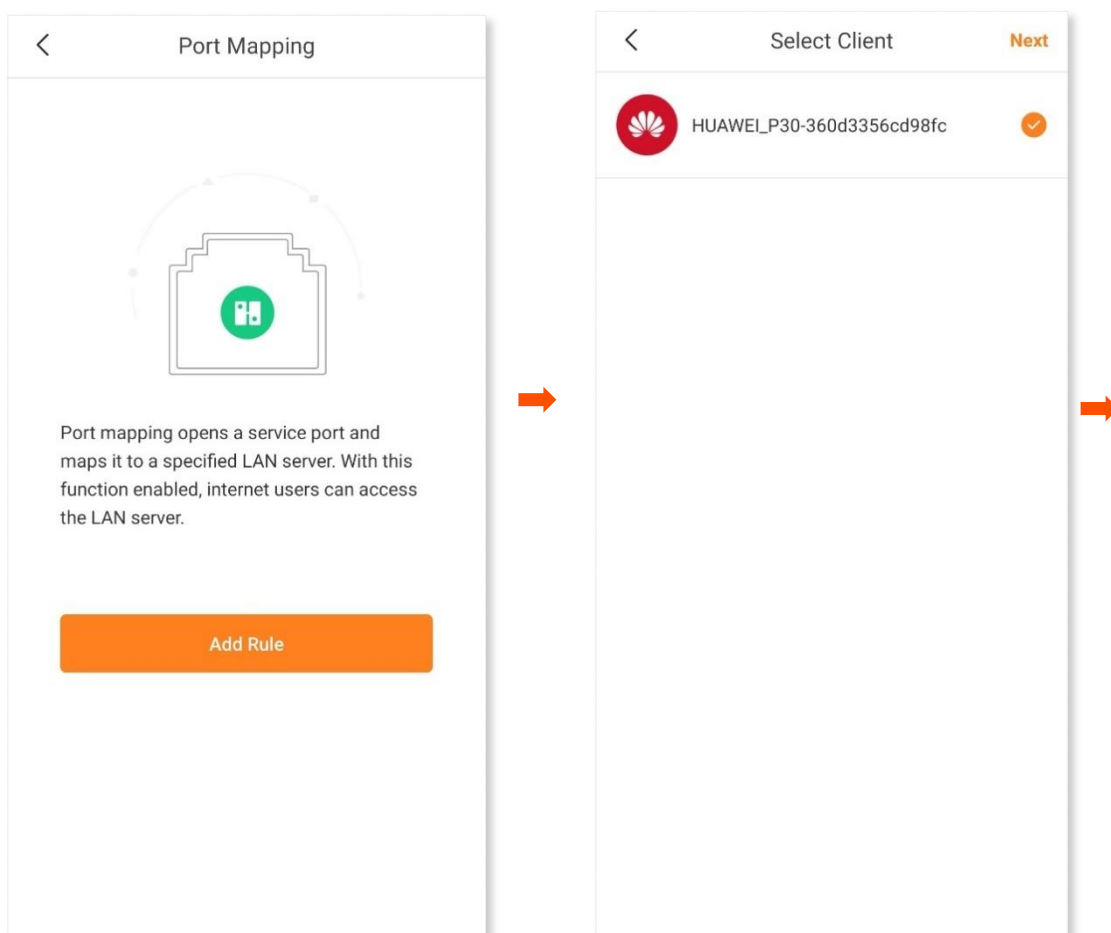 Port Mapping
Port mapping opens a service port and
maps it to a specified LAN server. With this
function enabled, internet users can access
the LAN server.
Add Rule
Select Client
Next
HUAWEI_P30-360d3356cd98fc